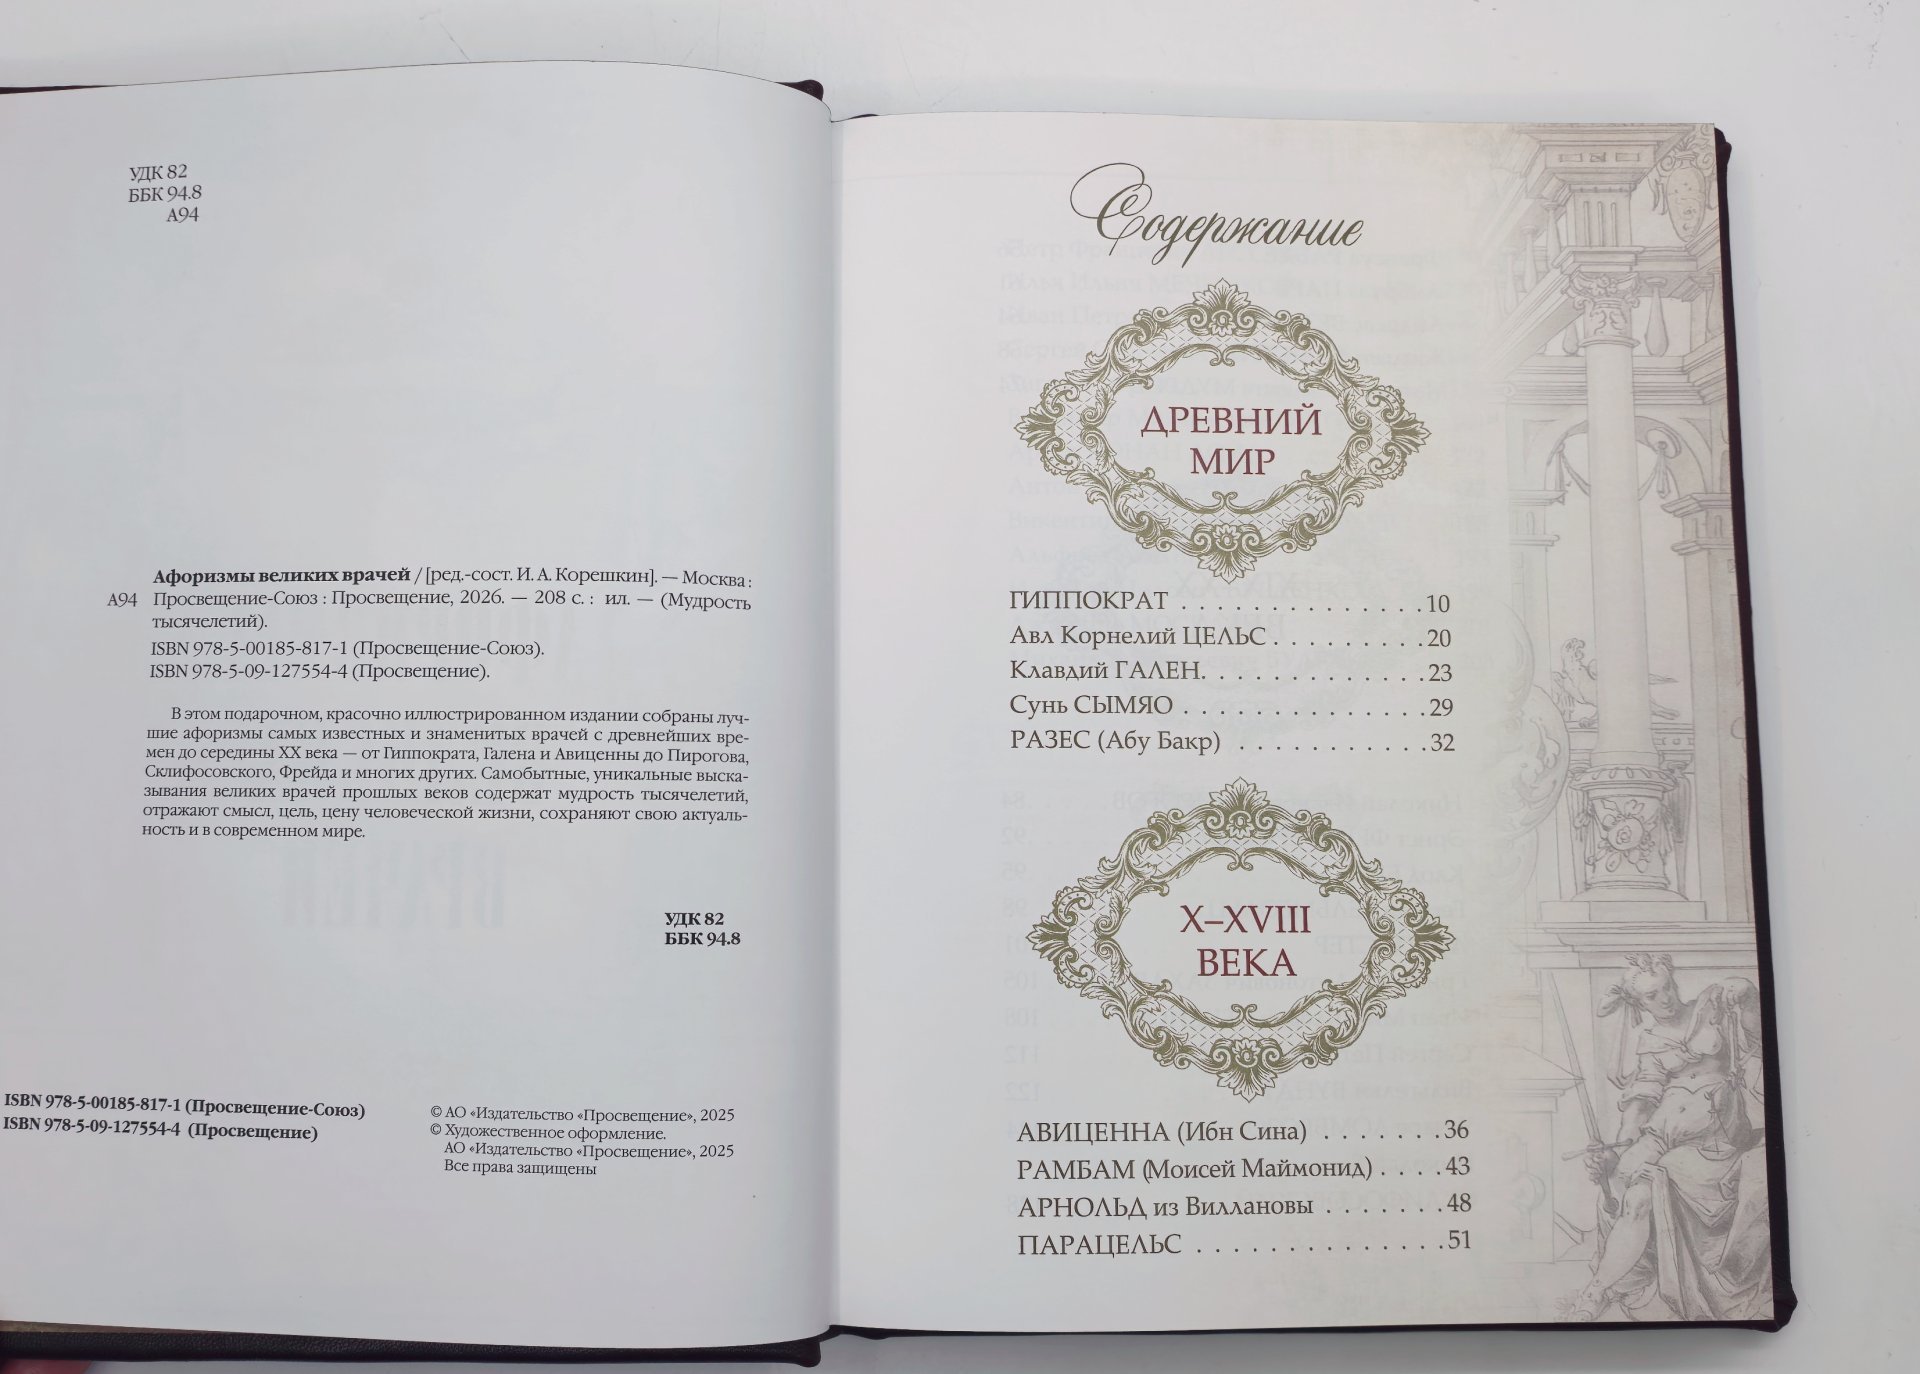 УДК 82
ББК 94.8
А94
Афоризмы великих врачей / [ред.-сост. И. А. Корешкин]. — Москва :
А94 Просвещение-Союз : Просвещение, 2026. — 208 с. : ил. — (Мудрость
тысячелетий).
ISBN 978-5-00185-817-1 (Просвещение-Союз).
ISBN 978-5-09-127554-4 (Просвещение).
В этом подарочном, красочно иллюстрированном издании собраны луч-
шие афоризмы самых известных и знаменитых врачей с древнейших вре-
мен до середины XX века — от Гиппократа, Галена и Авиценны до Пирогова,
Склифосовского, Фрейда и многих других. Самобытные, уникальные выска-
зывания великих врачей прошлых веков содержат мудрость тысячелетий,
отражают смысл, цель, цену человеческой жизни, сохраняют свою актуаль-
ность и в современном мире.
УДК 82
ББК 94.8
ISBN 978-5-00185-817-1 (Просвещение-Союз)
ISBN 978-5-09-127554-4 (Просвещение)
© АО «Издательство «Просвещение», 2025
© Художественное оформление.
АО «Издательство «Просвещение», 2025
Все права защищены
Содержание
ДРЕВНИЙ
МИР
ГИППОКРАТ . . . . . . . . . . . . . . 10
Авл Корнелий ЦЕЛЬС . . . . . . . . . 20
Клавдий ГАЛЕН. . . . . . . . . . . . . 23
Сунь СЫМЯО . . . . . . . . . . . . . . 29
РАЗЕС (Абу Бакр) . . . . . . . . . . . 32
X–XVIII
ВЕКА
АВИЦЕННА (Ибн Сина) . . . . . . . 36
РАМБАМ (Моисей Маймонид) . . . . 43
АРНОЛЬД из Виллановы . . . . . . . 48
ПАРАЦЕЛЬС . . . . . . . . . . . . . . 51